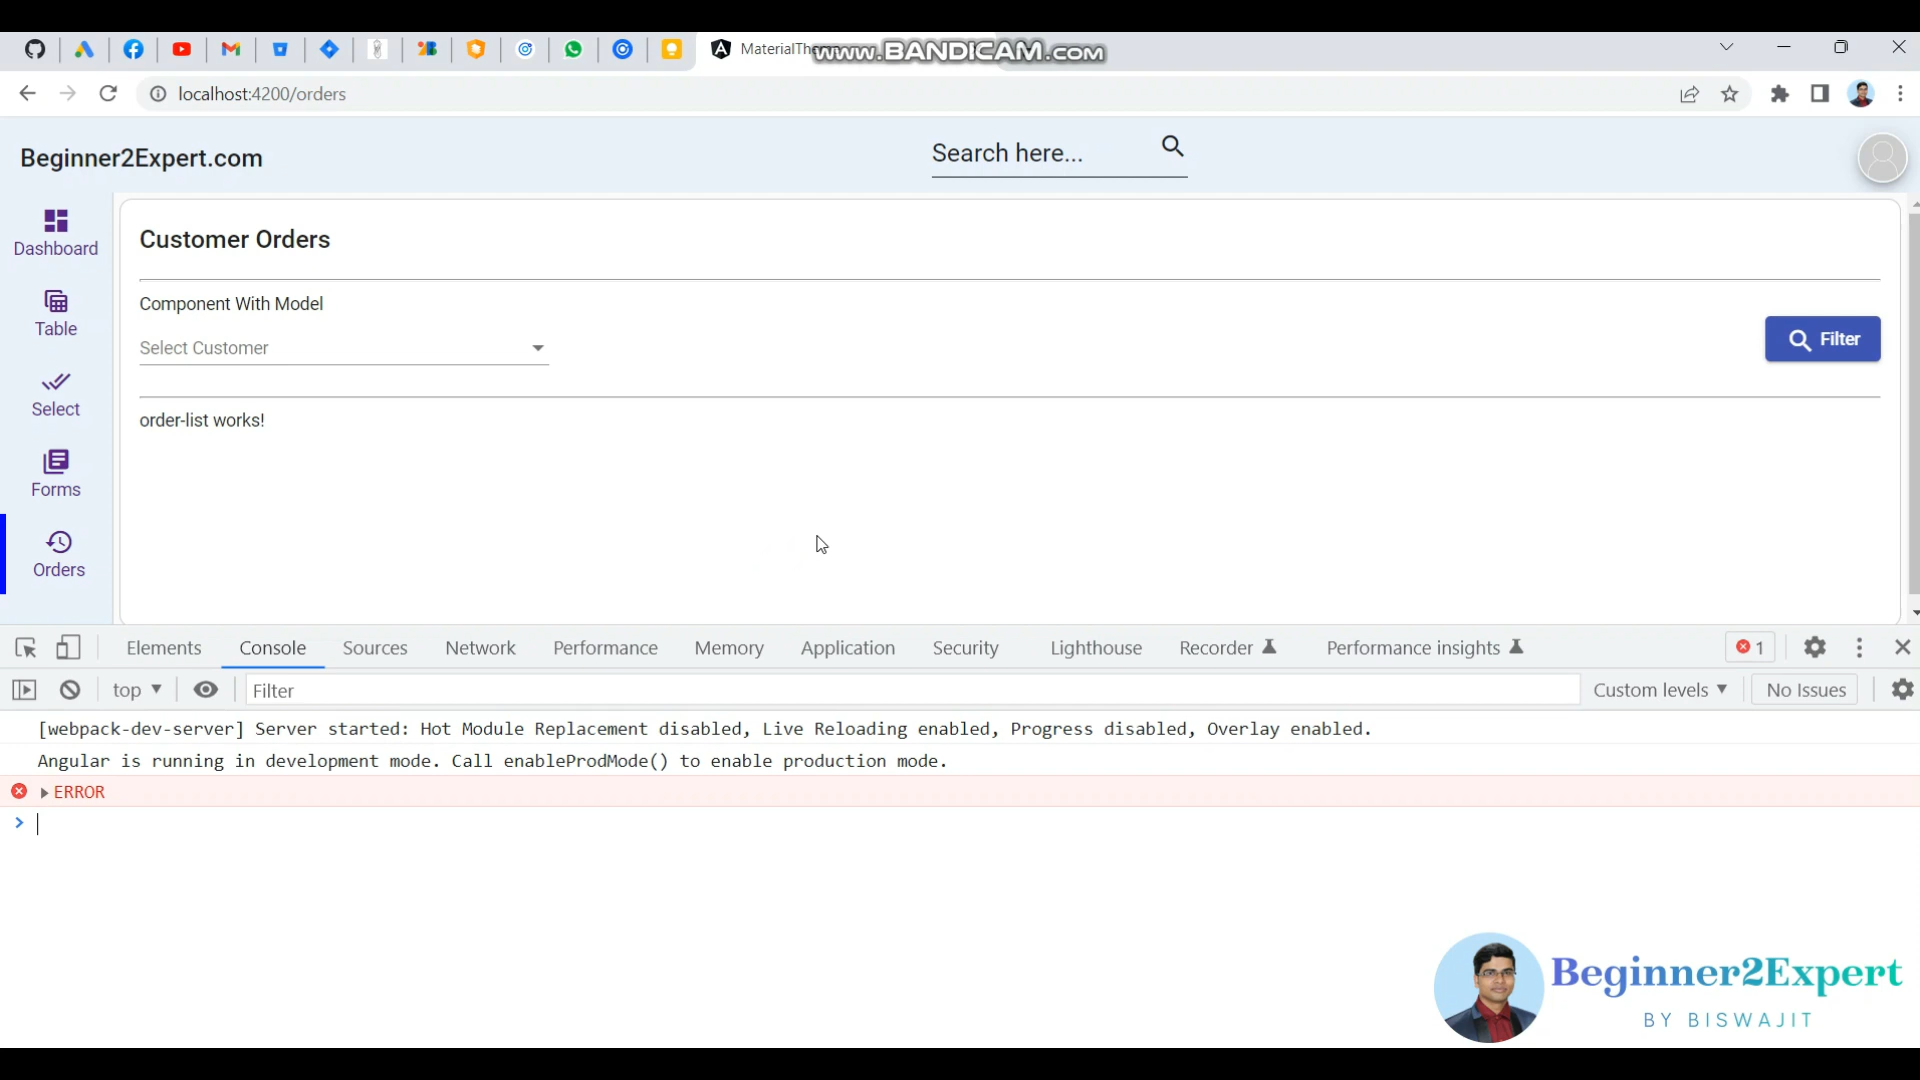 MaterialTh
www.BANDICAM.com
localhost:4200/orders
Beginner2Expert.com
Search here...
Dashboard
Table
Select
Forms
Orders
Customer Orders
Component With Model
Select Customer
Filter
order-list works!
Elements Console Sources Network Performance Memory Application Security Lighthouse Recorder Performance insights 1
top Filter Custom levels No Issues
[webpack-dev-server] Server started: Hot Module Replacement disabled, Live Reloading enabled, Progress disabled, Overlay enabled.
Angular is running in development mode. Call enableProdMode() to enable production mode.
ERROR
Beginner2Expert
BY BISWAJIT